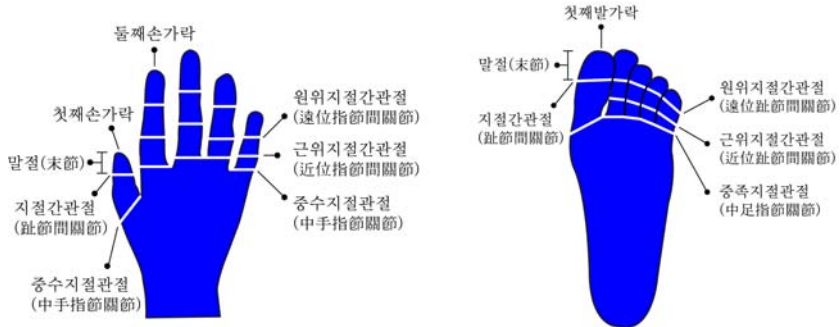 둘째손가락
첫째손가락
말절(末節)
지절간관절
(趾節間關節)
중수지절관절
(中手指節關節)
원위지절간관절
(遠位指節間關節)
근위지절간관절
(近位指節間關節)
중수지절관절
(中手指節關節)
첫째발가락
말절(末節)
지절간관절
(趾節間關節)
원위지절간관절
(遠位趾節間關節)
근위지절간관절
(近位趾節間關節)
중족지절관절
(中足指節關節)